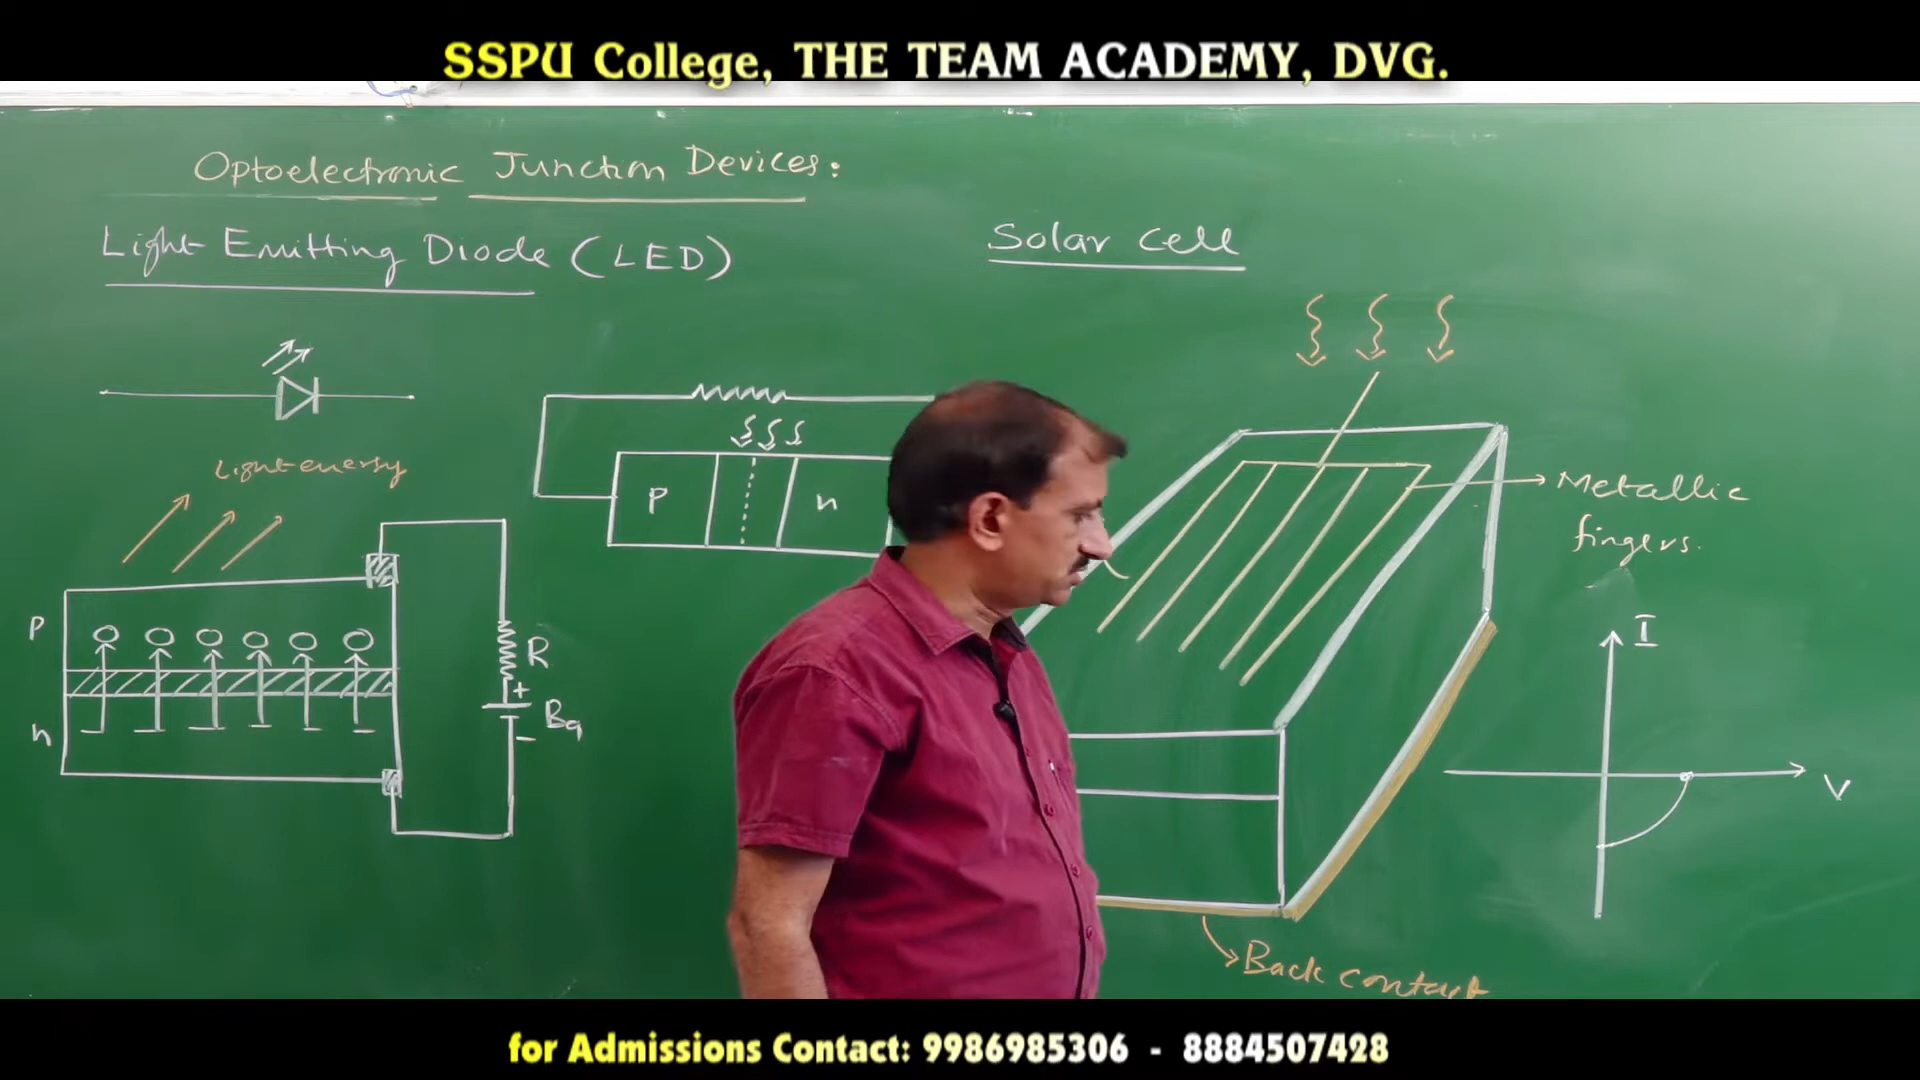 SSPU College, THE TEAM ACADEMY, DVG.
Optoelectronic Junction Devices:
Light Emitting Diode (LED)
Solar Cell
Light energy
P
n
R
+
-
P
n
Metallic
fingers.
I
V
Back contact
for Admissions Contact: 9986985306 - 8884507428